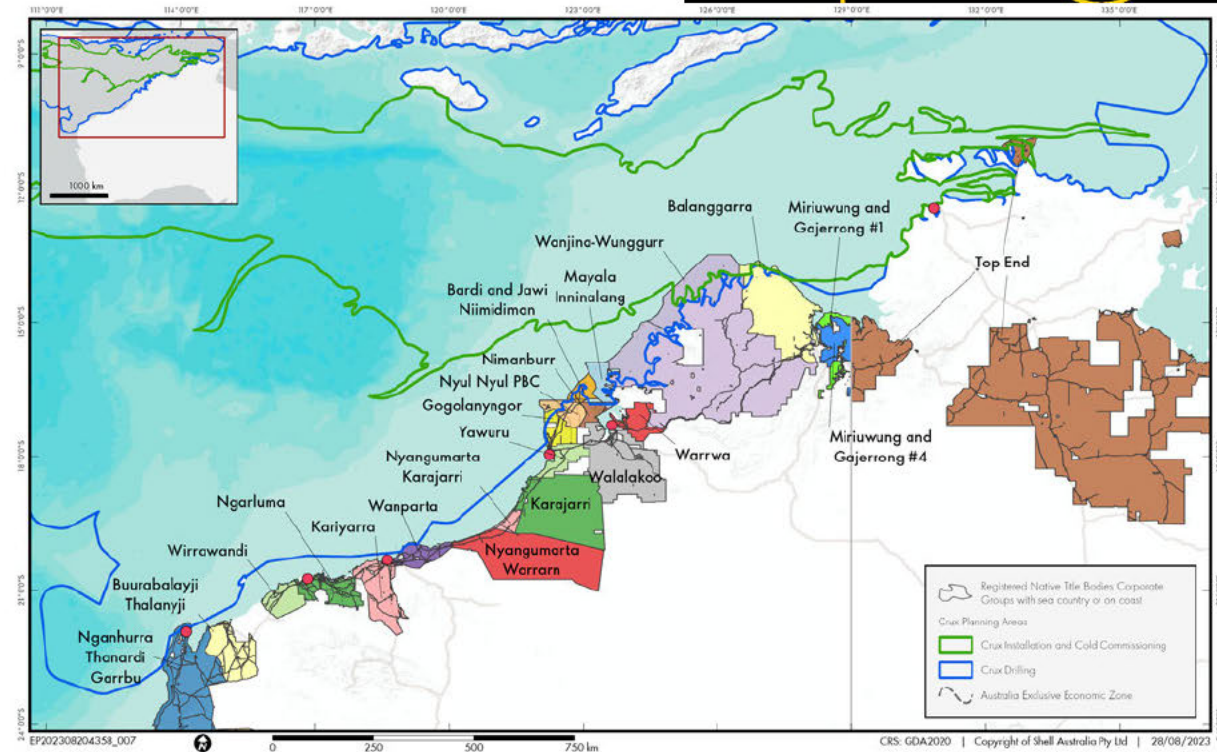 111°0'0"E 114°0'0"E 117°0'0"E 120°0'0"E 123°0'0"E 126°0'0"E 129°0'0"E 132°0'0"E 135°0'0"E
9°0'0"S
12°0'0"S
15°0'0"S
18°0'0"S
21°0'0"S
24°0'0"S
1000 km
Balanggarra
Miriuwung and
Gajerrong #1
Wanjina-Wunggurr
Mayala
Inninalang
Top End
Bardi and Jawi
Niimidiman
Nimanburr
Nyul Nyul PBC
Gogolanyngor
Yawuru
Miriuwung and
Gajerrong #4
Warrwa
Walalakoo
Nyangumarta
Karajarri
Karajarri
Ngarluma
Wanparta
Kariyarra
Nyangumarta
Warrarn
Wirrawandi
Buurabalayji
Thalanyji
Nganhurra
Thanardi
Garrbu
Registered Native Title Bodies Corporate
Groups with sea country or on coast
Crux Planning Areas
Crux Installation and Cold Commissioning
Crux Drilling
Australia Exclusive Economic Zone
EP202308204358_007
0 250 500 750 km
CRS: GDA2020 | Copyright of Shell Australia Pty Ltd | 28/08/2023